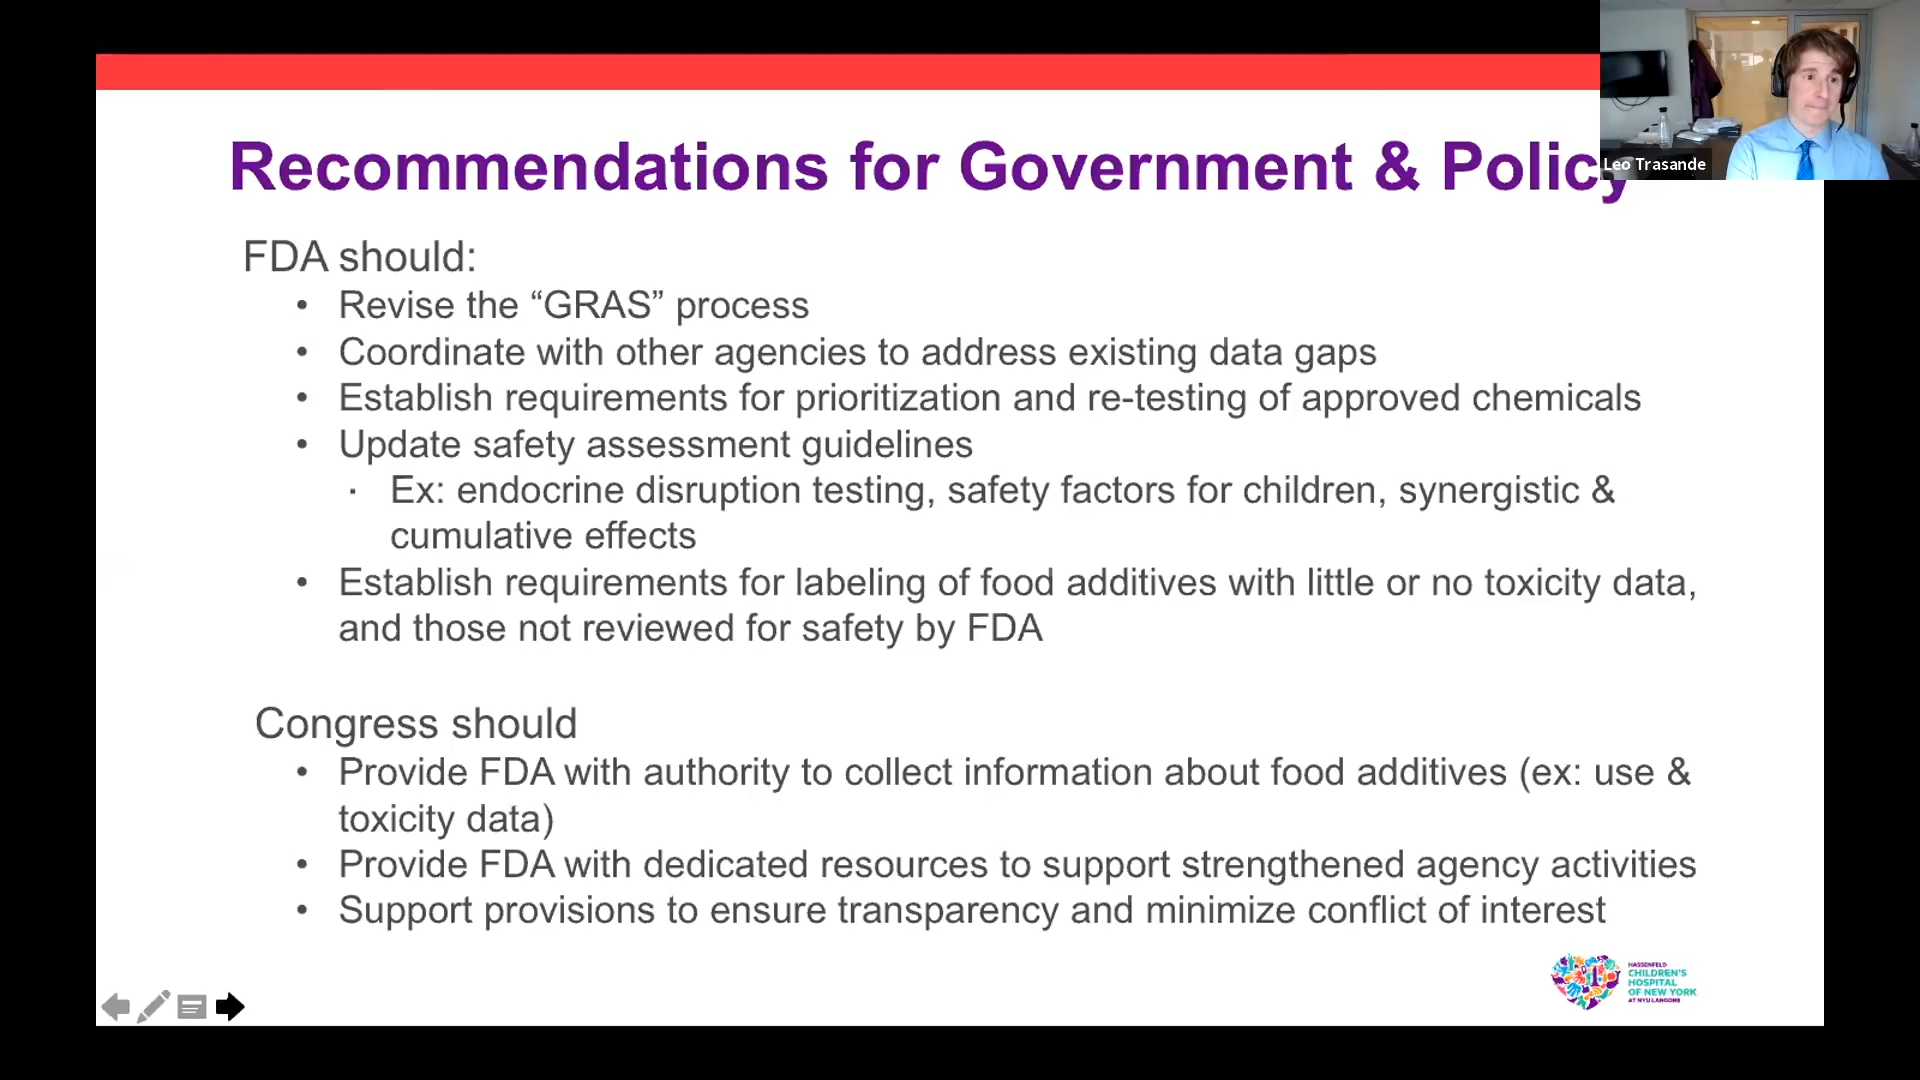 Recommendations for Government & Policy
Leo Trasande
FDA should:
• Revise the “GRAS” process
• Coordinate with other agencies to address existing data gaps
• Establish requirements for prioritization and re-testing of approved chemicals
• Update safety assessment guidelines
· Ex: endocrine disruption testing, safety factors for children, synergistic &
cumulative effects
• Establish requirements for labeling of food additives with little or no toxicity data,
and those not reviewed for safety by FDA
Congress should
• Provide FDA with authority to collect information about food additives (ex: use &
toxicity data)
• Provide FDA with dedicated resources to support strengthened agency activities
• Support provisions to ensure transparency and minimize conflict of interest
HASSENFELD
CHILDREN'S
HOSPITAL
OF NEW YORK
AT NYU LANGONE